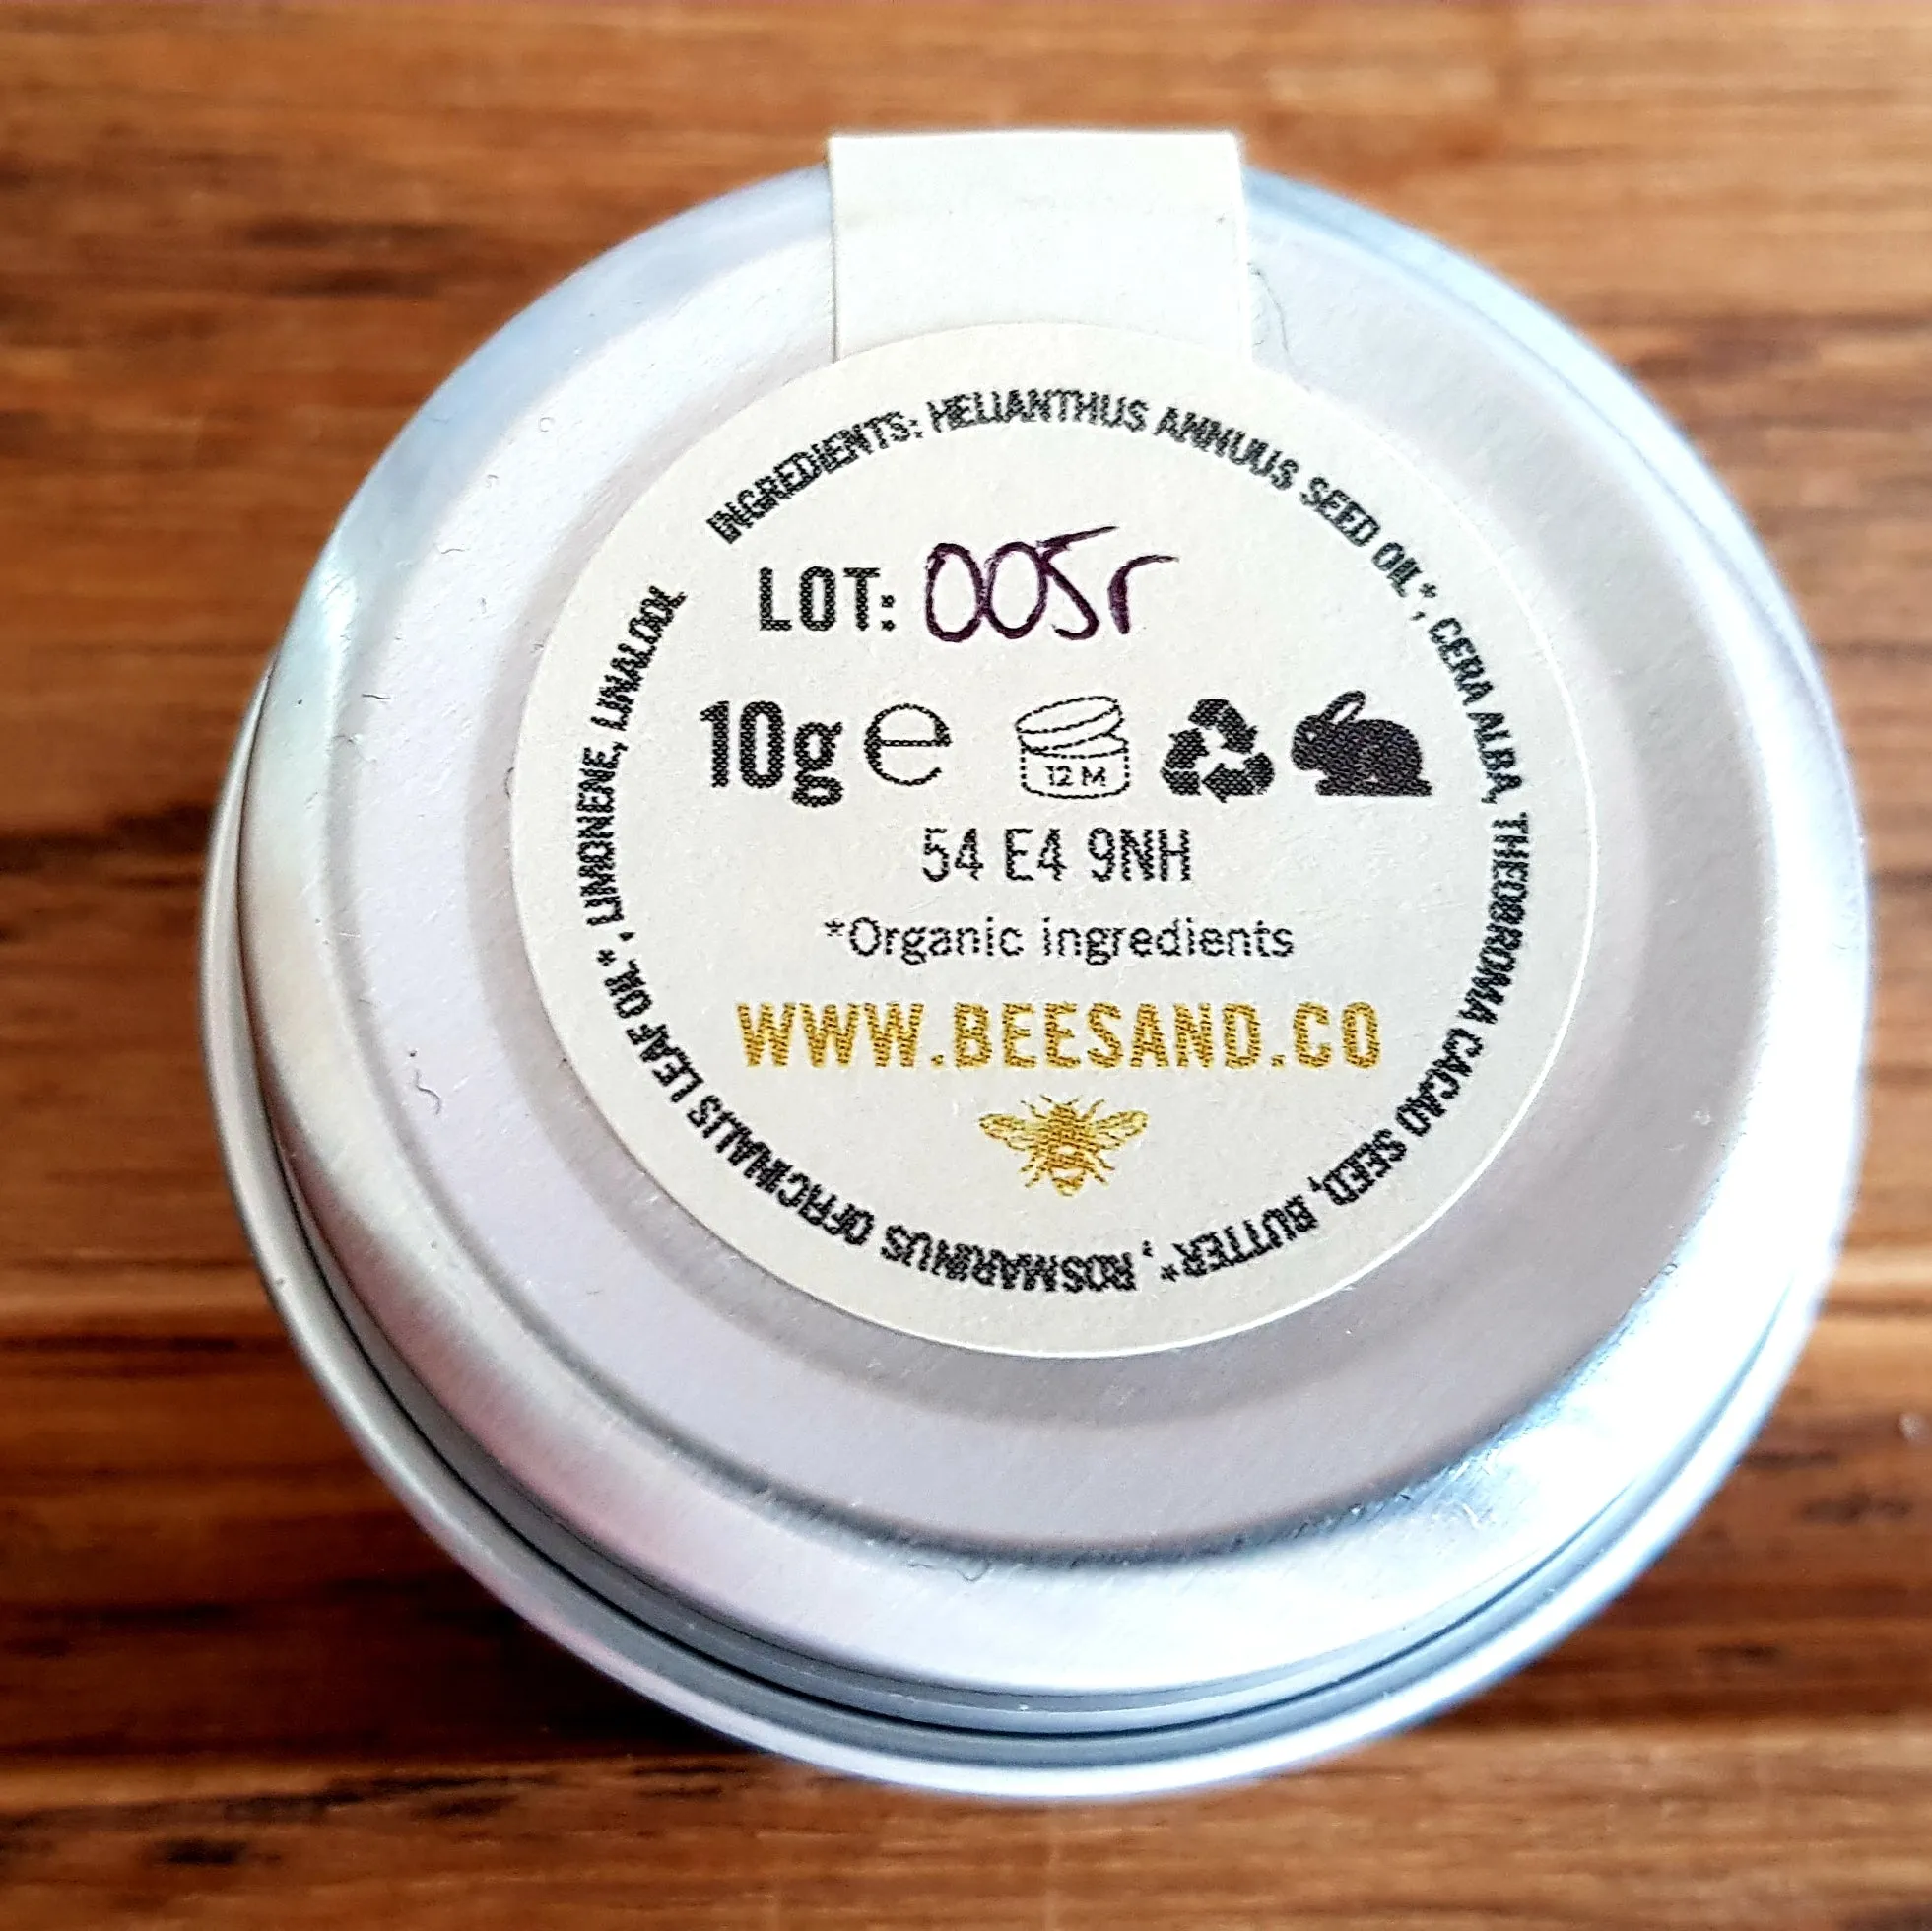 INGREDIENTS: HELIANTHUS ANNUUS SEED OIL*, CERA ALBA, THEOBROMA CACAO SEED, BUTTER*, ROSMARINUS OFFICINALIS LEAF OIL*, LIMONENE, LINALOOL
LOT: 005r
10g e 12 M
54 E4 9NH
*Organic ingredients
WWW.BEESAND.CO